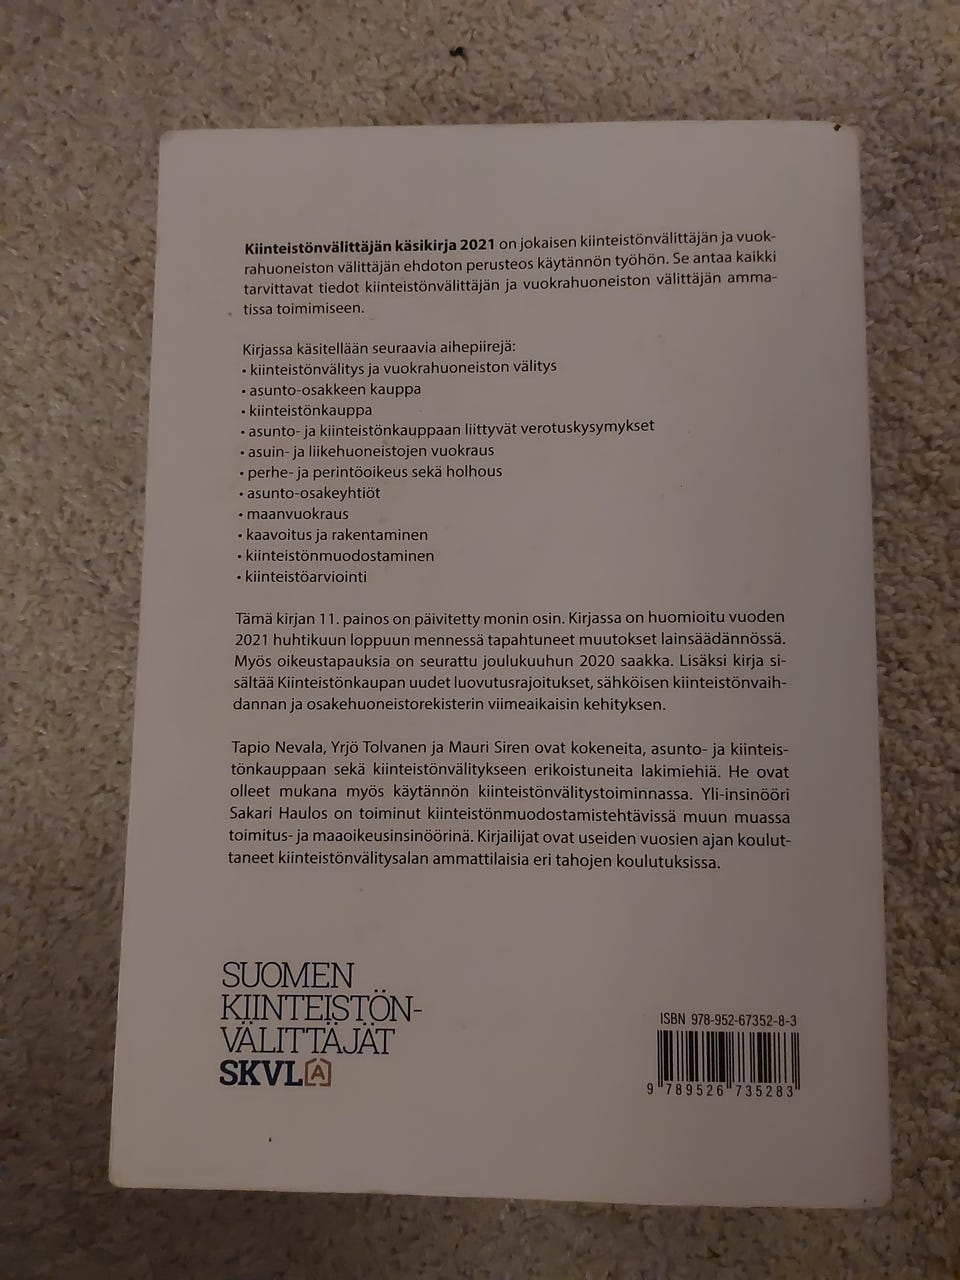 Kiinteistönvälittäjän käsikirja 2021 on jokaisen kiinteistönvälittäjän ja vuok-
rahuoneiston välittäjän ehdoton perusteos käytännön työhön. Se antaa kaikki
tarvittavat tiedot kiinteistönvälittäjän ja vuokrahuoneiston välittäjän amma-
tissa toimimiseen.
Kirjassa käsitellään seuraavia aihepiirejä:
• kiinteistönvälitys ja vuokrahuoneiston välitys
• asunto-osakkeen kauppa
• kiinteistönkauppa
• asunto- ja kiinteistönkauppaan liittyvät verotuskysymykset
• asuin- ja liikehuoneistojen vuokraus
• perhe- ja perintöoikeus sekä holhous
• asunto-osakeyhtiöt
• maanvuokraus
• kaavoitus ja rakentaminen
• kiinteistönmuodostaminen
• kiinteistöarviointi
Tämä kirjan 11. painos on päivitetty monin osin. Kirjassa on huomioitu vuoden
2021 huhtikuun loppuun mennessä tapahtuneet muutokset lainsäädännössä.
Myös oikeustapauksia on seurattu joulukuuhun 2020 saakka. Lisäksi kirja si-
sältää Kiinteistönkaupan uudet luovutusrajoitukset, sähköisen kiinteistönvaih-
dannan ja osakehuoneistorekisterin viimeaikaisin kehityksen.
Tapio Nevala, Yrjö Tolvanen ja Mauri Siren ovat kokeneita, asunto- ja kiinteis-
tönkauppaan sekä kiinteistönvälitykseen erikoistuneita lakimiehiä. He ovat
olleet mukana myös käytännön kiinteistönvälitystoiminnassa. Yli-insinööri
Sakari Haulos on toiminut kiinteistönmuodostamistehtävissä muun muassa
toimitus- ja maaoikeusinsinöörinä. Kirjailijat ovat useiden vuosien ajan koulut-
taneet kiinteistönvälitysalan ammattilaisia eri tahojen koulutuksissa.
SUOMEN
KIINTEISTÖN-
VÄLITTÄJÄT
SKVL A
ISBN 978-952-67352-8-3
9 789526 735283